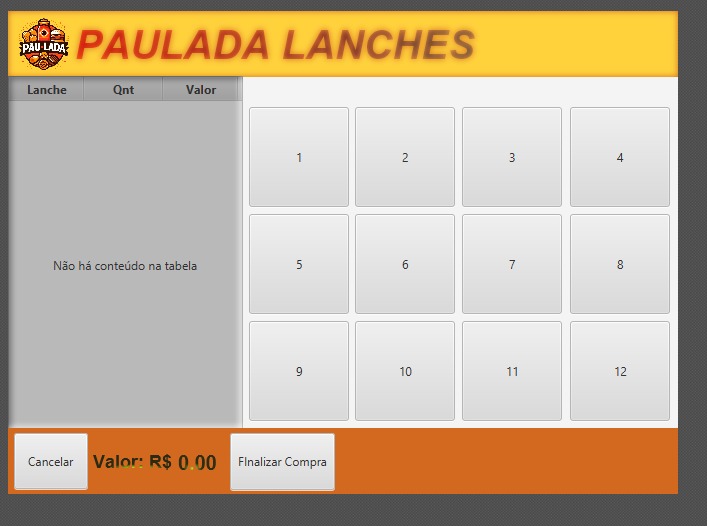 PAU-LADA PAULADA LANCHES
Lanche Qnt Valor
1 2 3 4
5 6 7 8
Não há conteúdo na tabela
9 10 11 12
Cancelar Valor: R$ 0.00 FInalizar Compra